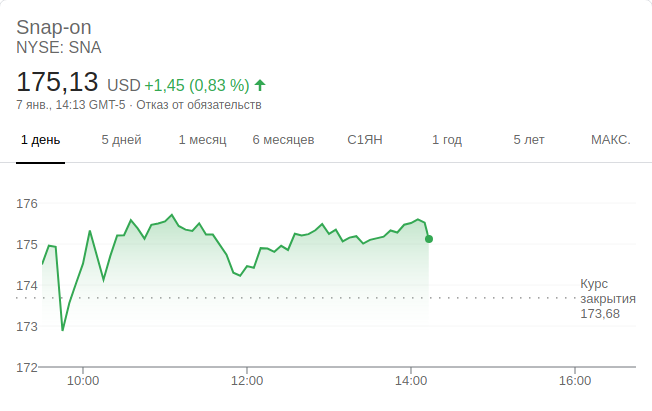 Snap-on
NYSE: SNA
175,13 USD +1,45 (0,83 %)
7 янв., 14:13 GMT-5 · Отказ от обязательств
1 день 5 дней 1 месяц 6 месяцев С1ЯН 1 год 5 лет МАКС.
176
175
174
173
172
Курс
закрытия
173,68
10:00 12:00 14:00 16:00